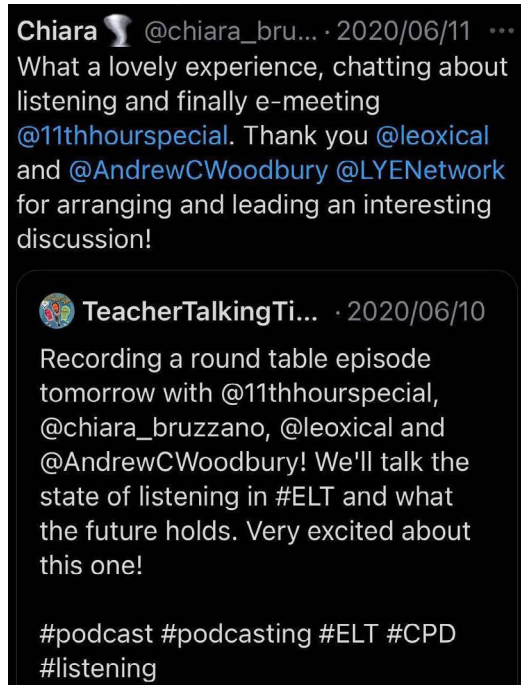 Chiara @chiara_bru... · 2020/06/11 ...
What a lovely experience, chatting about
listening and finally e-meeting
@11thhourspecial. Thank you @leoxical
and @AndrewCWoodbury @LYENetwork
for arranging and leading an interesting
discussion!
TeacherTalkingTi... · 2020/06/10
Recording a round table episode
tomorrow with @11thhourspecial,
@chiara_bruzzano, @leoxical and
@AndrewCWoodbury! We'll talk the
state of listening in #ELT and what
the future holds. Very excited about
this one!
#podcast #podcasting #ELT #CPD
#listening